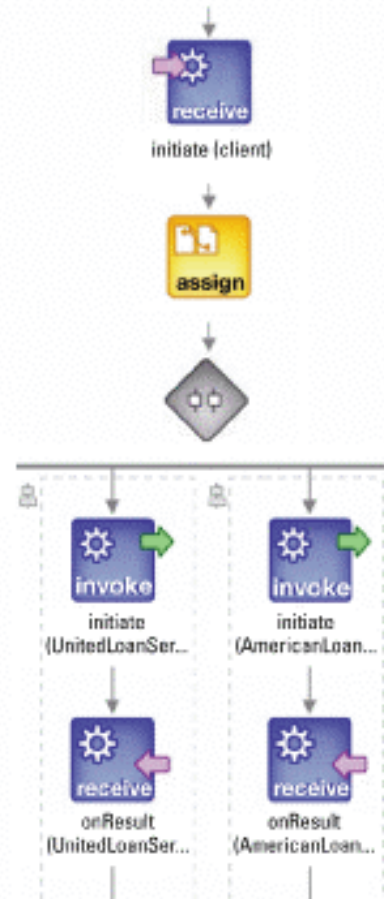 receive
initiate (client)
assign
invoke
invoke
initiate
(UnitedLoanSer...
initiate
(AmericanLoan...
receive
receive
onResult
(UnitedLoanSer...
onResult
(AmericanLoan...